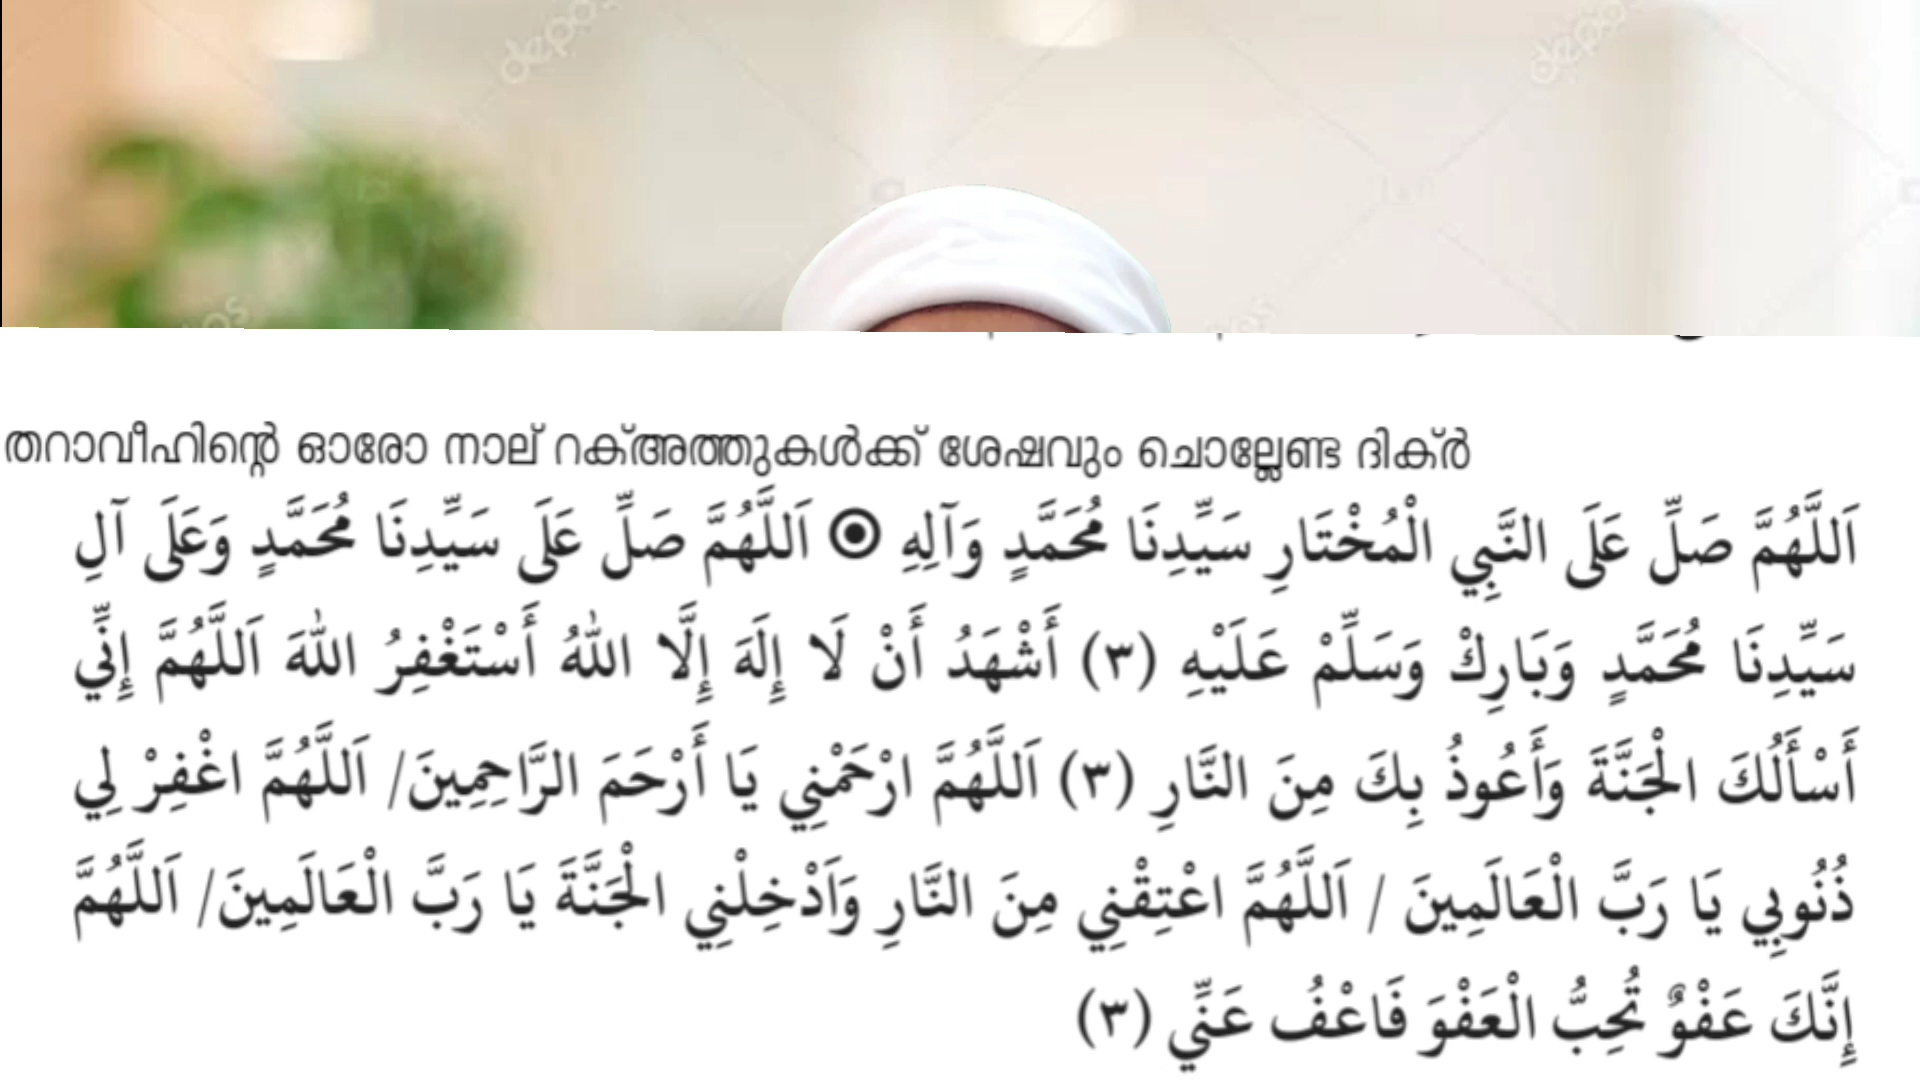 തറാവീഹിന്റെ ഓരോ നാല് റക്അത്തുകൾക്ക് ശേഷവും ചൊല്ലേണ്ട ദിക്ർ
اَللَّهُمَّ صَلِّ عَلَى النَّبِي الْمُخْتَارِ سَيِّدِنَا مُحَمَّدٍ وَآلِهِ ⦿ اَللَّهُمَّ صَلِّ عَلَى سَيِّدِنَا مُحَمَّدٍ وَعَلَى آلِ
سَيِّدِنَا مُحَمَّدٍ وَبَارِكْ وَسَلِّمْ عَلَيْهِ (٣) أَشْهَدُ أَنْ لَا إِلَهَ إِلَّا اللهُ أَسْتَغْفِرُ اللهَ اَللَّهُمَّ إِنِّي
أَسْأَلُكَ الْجَنَّةَ وَأَعُوذُ بِكَ مِنَ النَّارِ (٣) اَللَّهُمَّ ارْحَمْنِي يَا أَرْحَمَ الرَّاحِمِينَ/ اَللَّهُمَّ اغْفِرْ لِي
ذُنُوبِي يَا رَبَّ الْعَالَمِينَ / اَللَّهُمَّ اعْتِقْنِي مِنَ النَّارِ وَاَدْخِلْنِي الْجَنَّةَ يَا رَبَّ الْعَالَمِينَ/ اَللَّهُمَّ
إِنَّكَ عَفْوٌ تُحِبُّ الْعَفْوَ فَاعْفُ عَنِّي (٣)